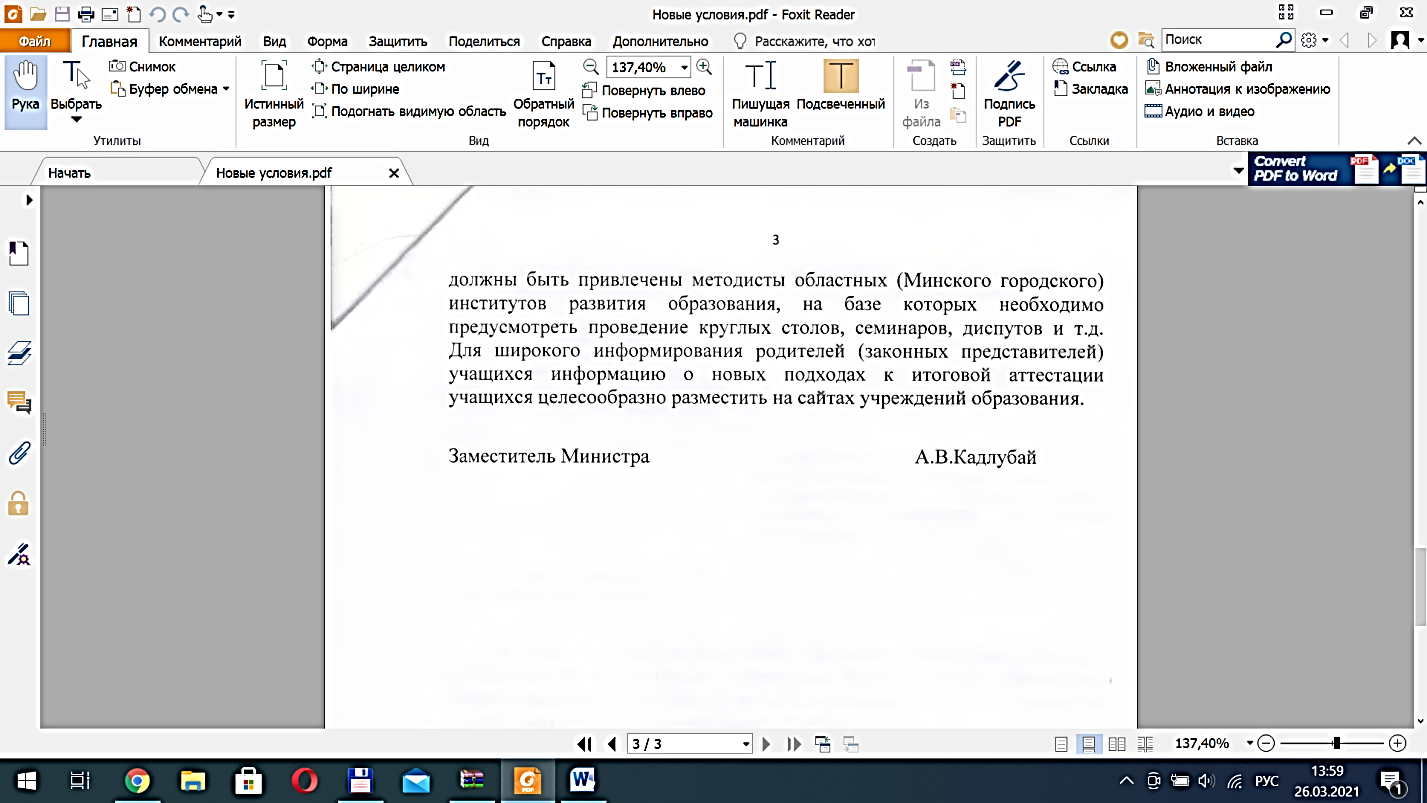 Новые условия.pdf - Foxit Reader
Файл
Главная
Комментарий
Вид
Форма
Защитить
Поделиться
Справка
Дополнительно
Расскажите, что хот
Поиск
Рука
Выбрать
Снимок
Буфер обмена
Утилиты
Истинный
размер
Страница целиком
По ширине
Подогнать видимую область
Обратный
порядок
137,40%
Повернуть влево
Повернуть вправо
Вид
Пишущая
машинка
Подсвеченный
Комментарий
Из
файла
Создать
Подпись
PDF
Защитить
Ссылка
Закладка
Ссылки
Вложенный файл
Аннотация к изображению
Аудио и видео
Вставка
Начать
Новые условия.pdf
Convert
PDF to Word
PDF
DOC
3
должны быть привлечены методисты областных (Минского городского)
институтов развития образования, на базе которых необходимо
предусмотреть проведение круглых столов, семинаров, диспутов и т.д.
Для широкого информирования родителей (законных представителей)
учащихся информацию о новых подходах к итоговой аттестации
учащихся целесообразно разместить на сайтах учреждений образования.
Заместитель Министра А.В.Кадлубай
3 / 3
137,40%
РУС
13:59
26.03.2021
1